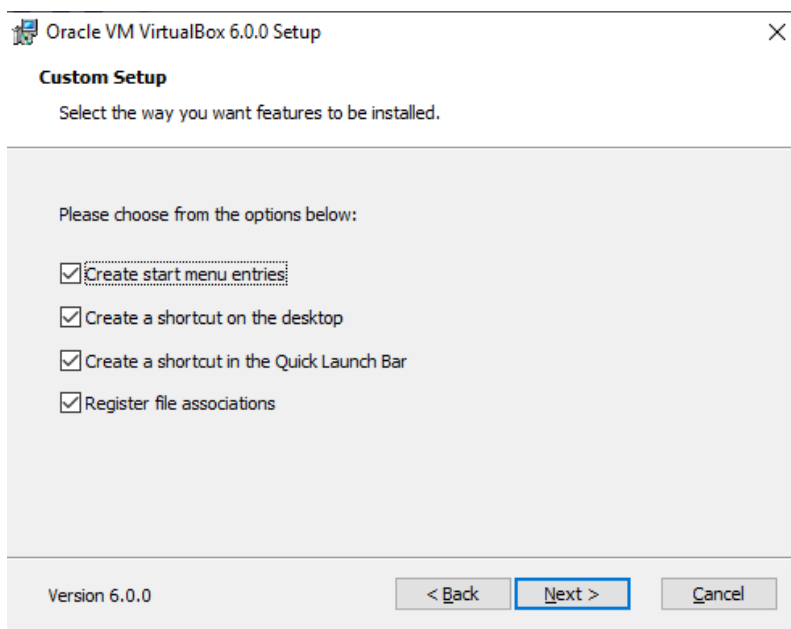 Oracle VM VirtualBox 6.0.0 Setup
Custom Setup
Select the way you want features to be installed.
Please choose from the options below:
Create start menu entries
Create a shortcut on the desktop
Create a shortcut in the Quick Launch Bar
Register file associations
Version 6.0.0 < Back Next > Cancel